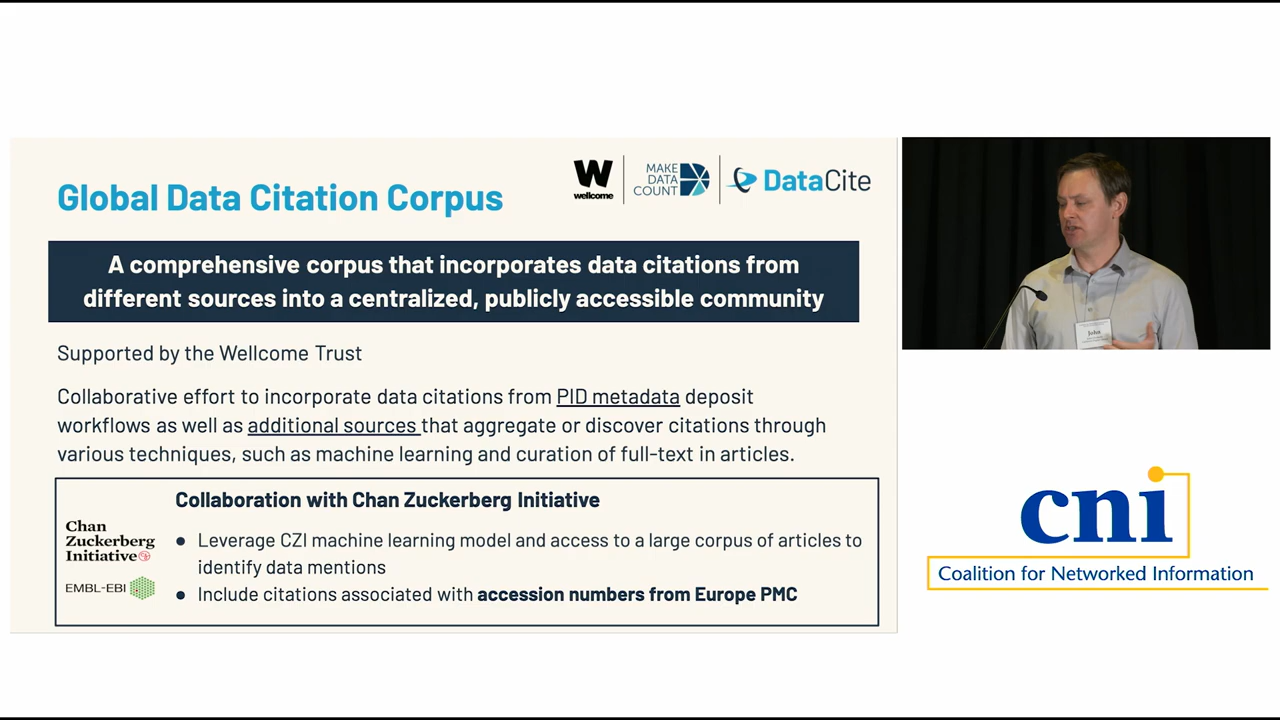 Global Data Citation Corpus
W
wellcome
MAKE
DATA
COUNT
DataCite
A comprehensive corpus that incorporates data citations from
different sources into a centralized, publicly accessible community
Supported by the Wellcome Trust
Collaborative effort to incorporate data citations from PID metadata deposit
workflows as well as additional sources that aggregate or discover citations through
various techniques, such as machine learning and curation of full-text in articles.
Collaboration with Chan Zuckerberg Initiative
Chan
Zuckerberg
Initiative
EMBL-EBI
● Leverage CZI machine learning model and access to a large corpus of articles to
identify data mentions
● Include citations associated with accession numbers from Europe PMC
John
cni
Coalition for Networked Information